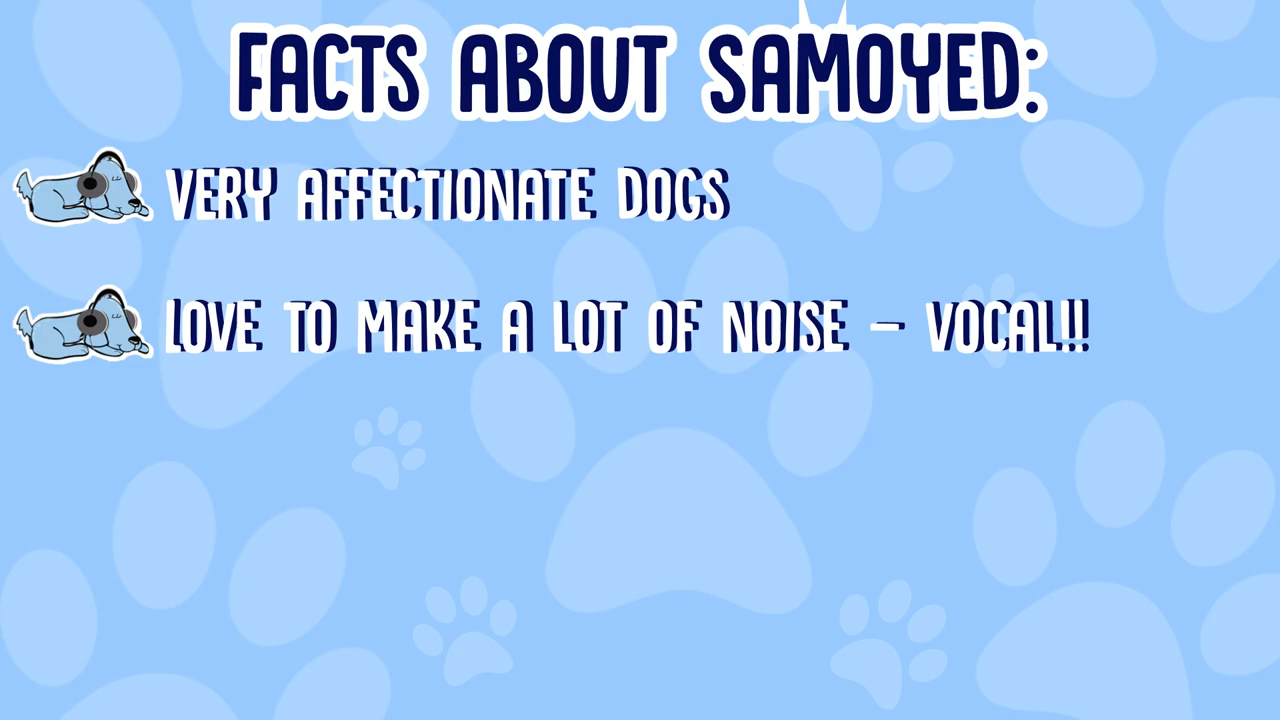 FACTS ABOUT SAMOYED:
VERY AFFECTIONATE DOGS
LOVE TO MAKE A LOT OF NOISE - VOCAL!!!